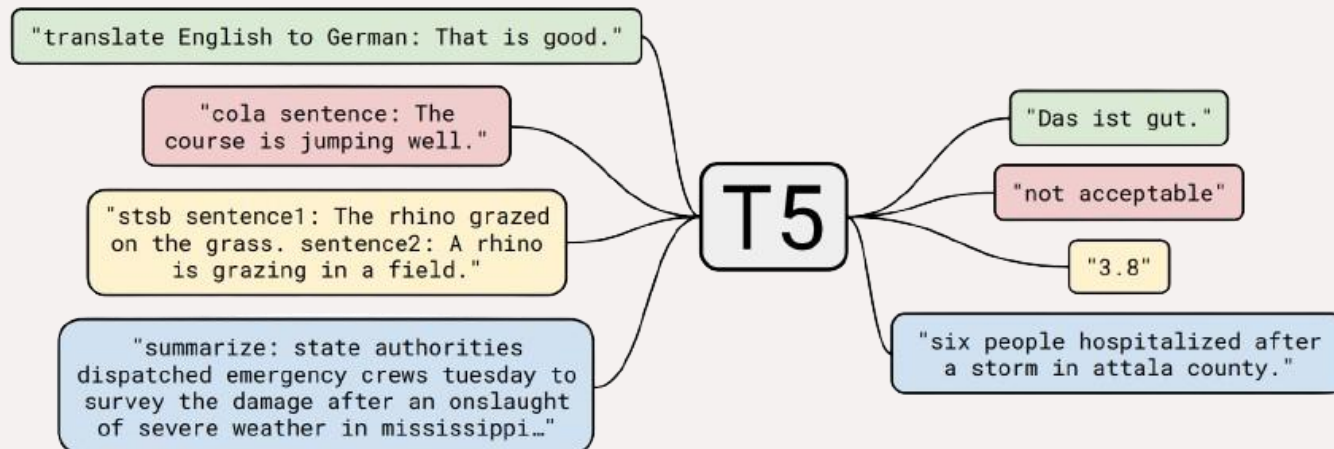 "translate English to German: That is good."
"cola sentence: The
course is jumping well."
"stsb sentence1: The rhino grazed
on the grass. sentence2: A rhino
is grazing in a field."
"summarize: state authorities
dispatched emergency crews tuesday to
survey the damage after an onslaught
of severe weather in mississippi…"
T5
"Das ist gut."
"not acceptable"
"3.8"
"six people hospitalized after
a storm in attala county."